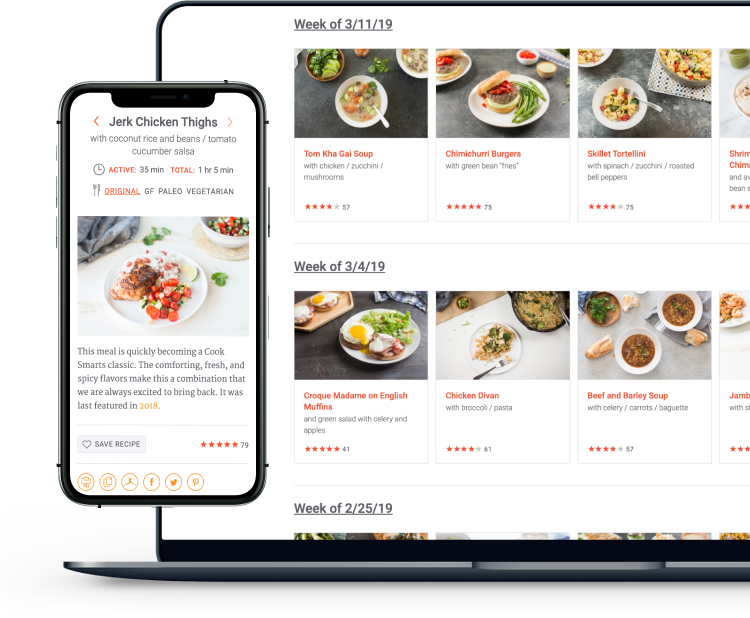 Jerk Chicken Thighs
with coconut rice and beans / tomato
cucumber salsa
ACTIVE: 35 min TOTAL: 1 hr 5 min
ORIGINAL GF PALEO VEGETARIAN
This meal is quickly becoming a Cook
Smarts classic. The comforting, fresh, and
spicy flavors make this a combination that
we are always excited to bring back. It was
last featured in 2018.
SAVE RECIPE
79
Week of 3/11/19
Tom Kha Gai Soup
with chicken / zucchini /
mushrooms
57
Chimichurri Burgers
with green bean "fries"
75
Skillet Tortellini
with spinach / zucchini / roasted
bell peppers
75
Shrim
Chimi
and av
bean s
Week of 3/4/19
Croque Madame on English
Muffins
and green salad with celery and
apples
41
Chicken Divan
with broccoli / pasta
61
Beef and Barley Soup
with celery / carrots / baguette
57
Jamb
with sh
Week of 2/25/19